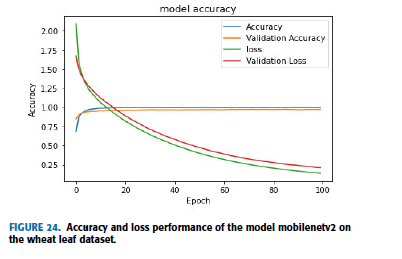 model accuracy
Accuracy
Validation Accuracy
loss
Validation Loss
2.00
1.75
1.50
1.25
1.00
0.75
0.50
0.25
Accuracy
0 20 40 60 80 100
Epoch
FIGURE 24. Accuracy and loss performance of the model mobilenetv2 on
the wheat leaf dataset.